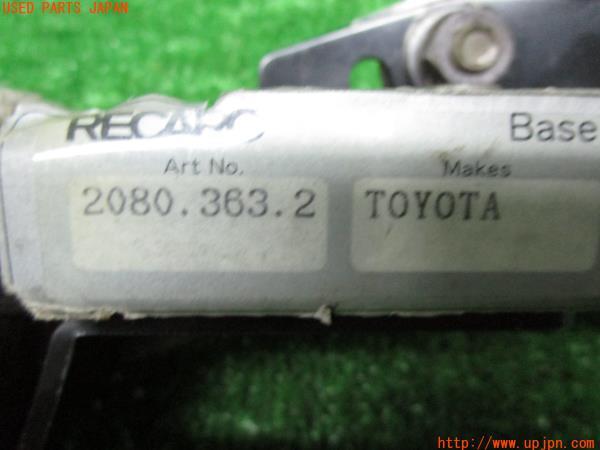 USED PARTS JAPAN
RECARO
Base
Art No.
Makes
2080.363.2
TOYOTA
http://www.upjpn.com